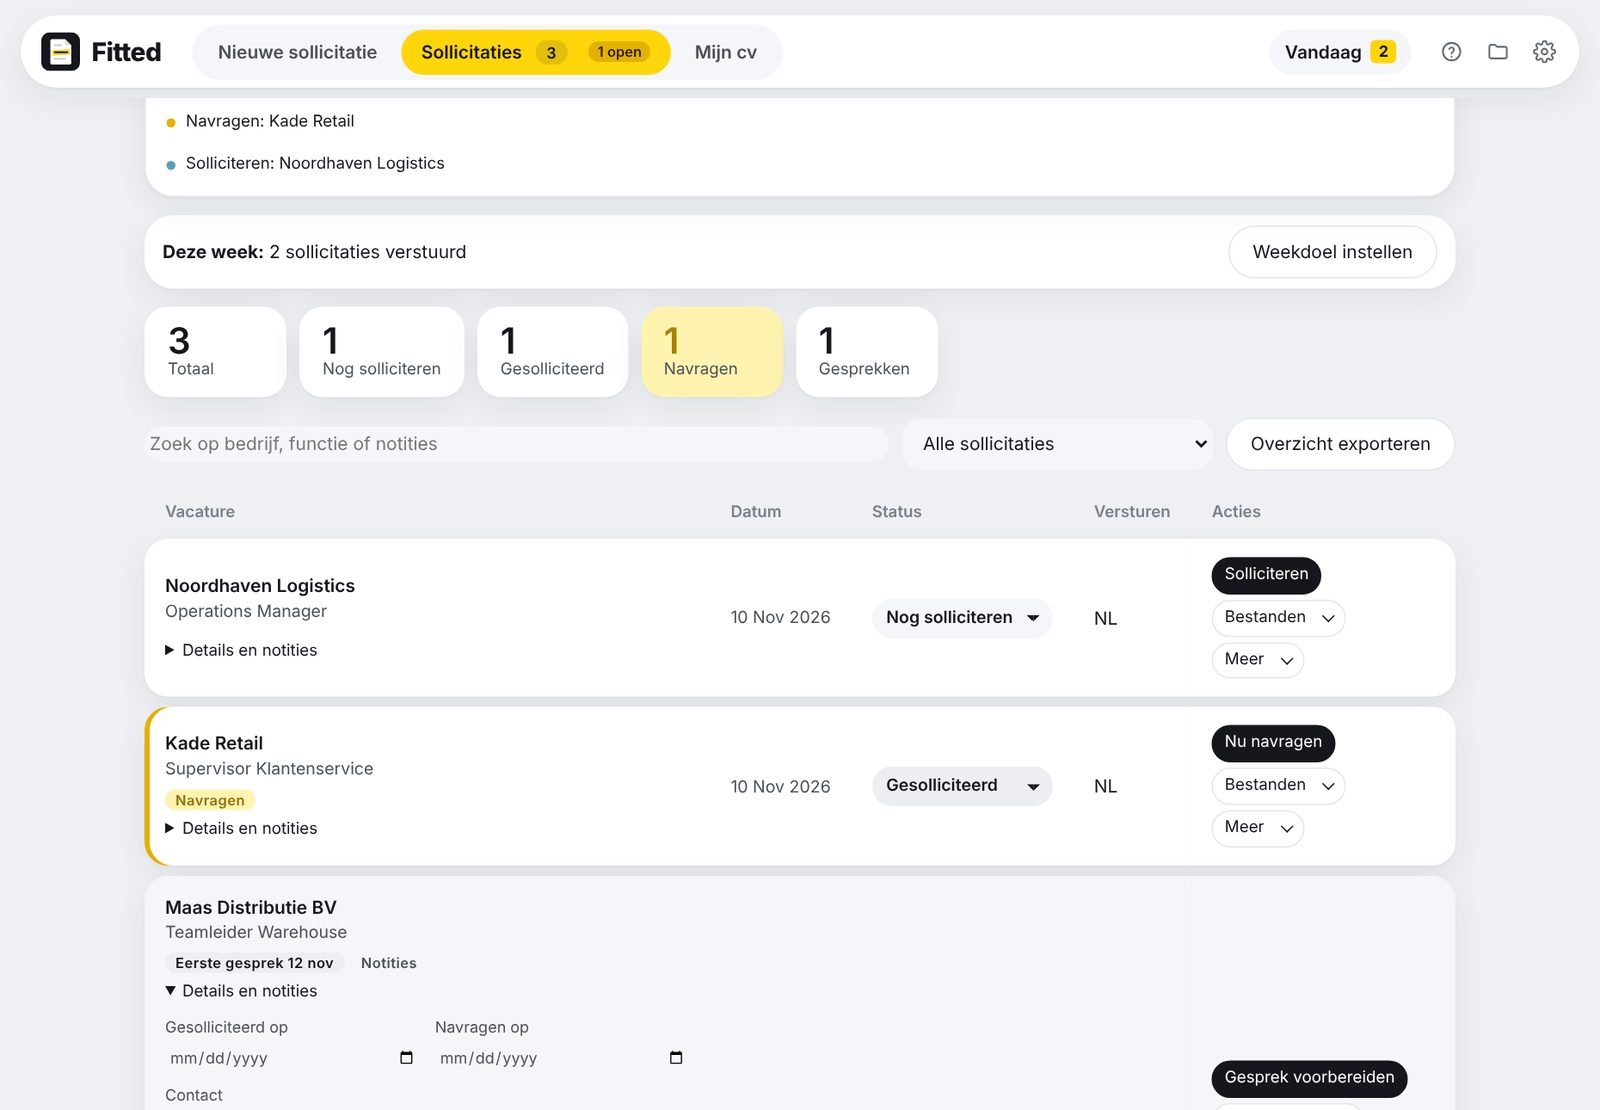 Fitted
Nieuwe sollicitatie
Sollicitaties 3 1 open
Mijn cv
Vandaag 2
Navragen: Kade Retail
Solliciteren: Noordhaven Logistics
Deze week: 2 sollicitaties verstuurd
Weekdoel instellen
3
Totaal
1
Nog solliciteren
1
Gesolliciteerd
1
Navragen
1
Gesprekken
Zoek op bedrijf, functie of notities
Alle sollicitaties
Overzicht exporteren
Vacature Datum Status Versturen Acties
Noordhaven Logistics
Operations Manager
Details en notities
10 Nov 2026
Nog solliciteren
NL
Solliciteren
Bestanden
Meer
Kade Retail
Supervisor Klantenservice
Navragen
Details en notities
10 Nov 2026
Gesolliciteerd
NL
Nu navragen
Bestanden
Meer
Maas Distributie BV
Teamleider Warehouse
Eerste gesprek 12 nov Notities
Details en notities
Gesolliciteerd op Navragen op
mm/dd/yyyy mm/dd/yyyy
Contact
Gesprek voorbereiden